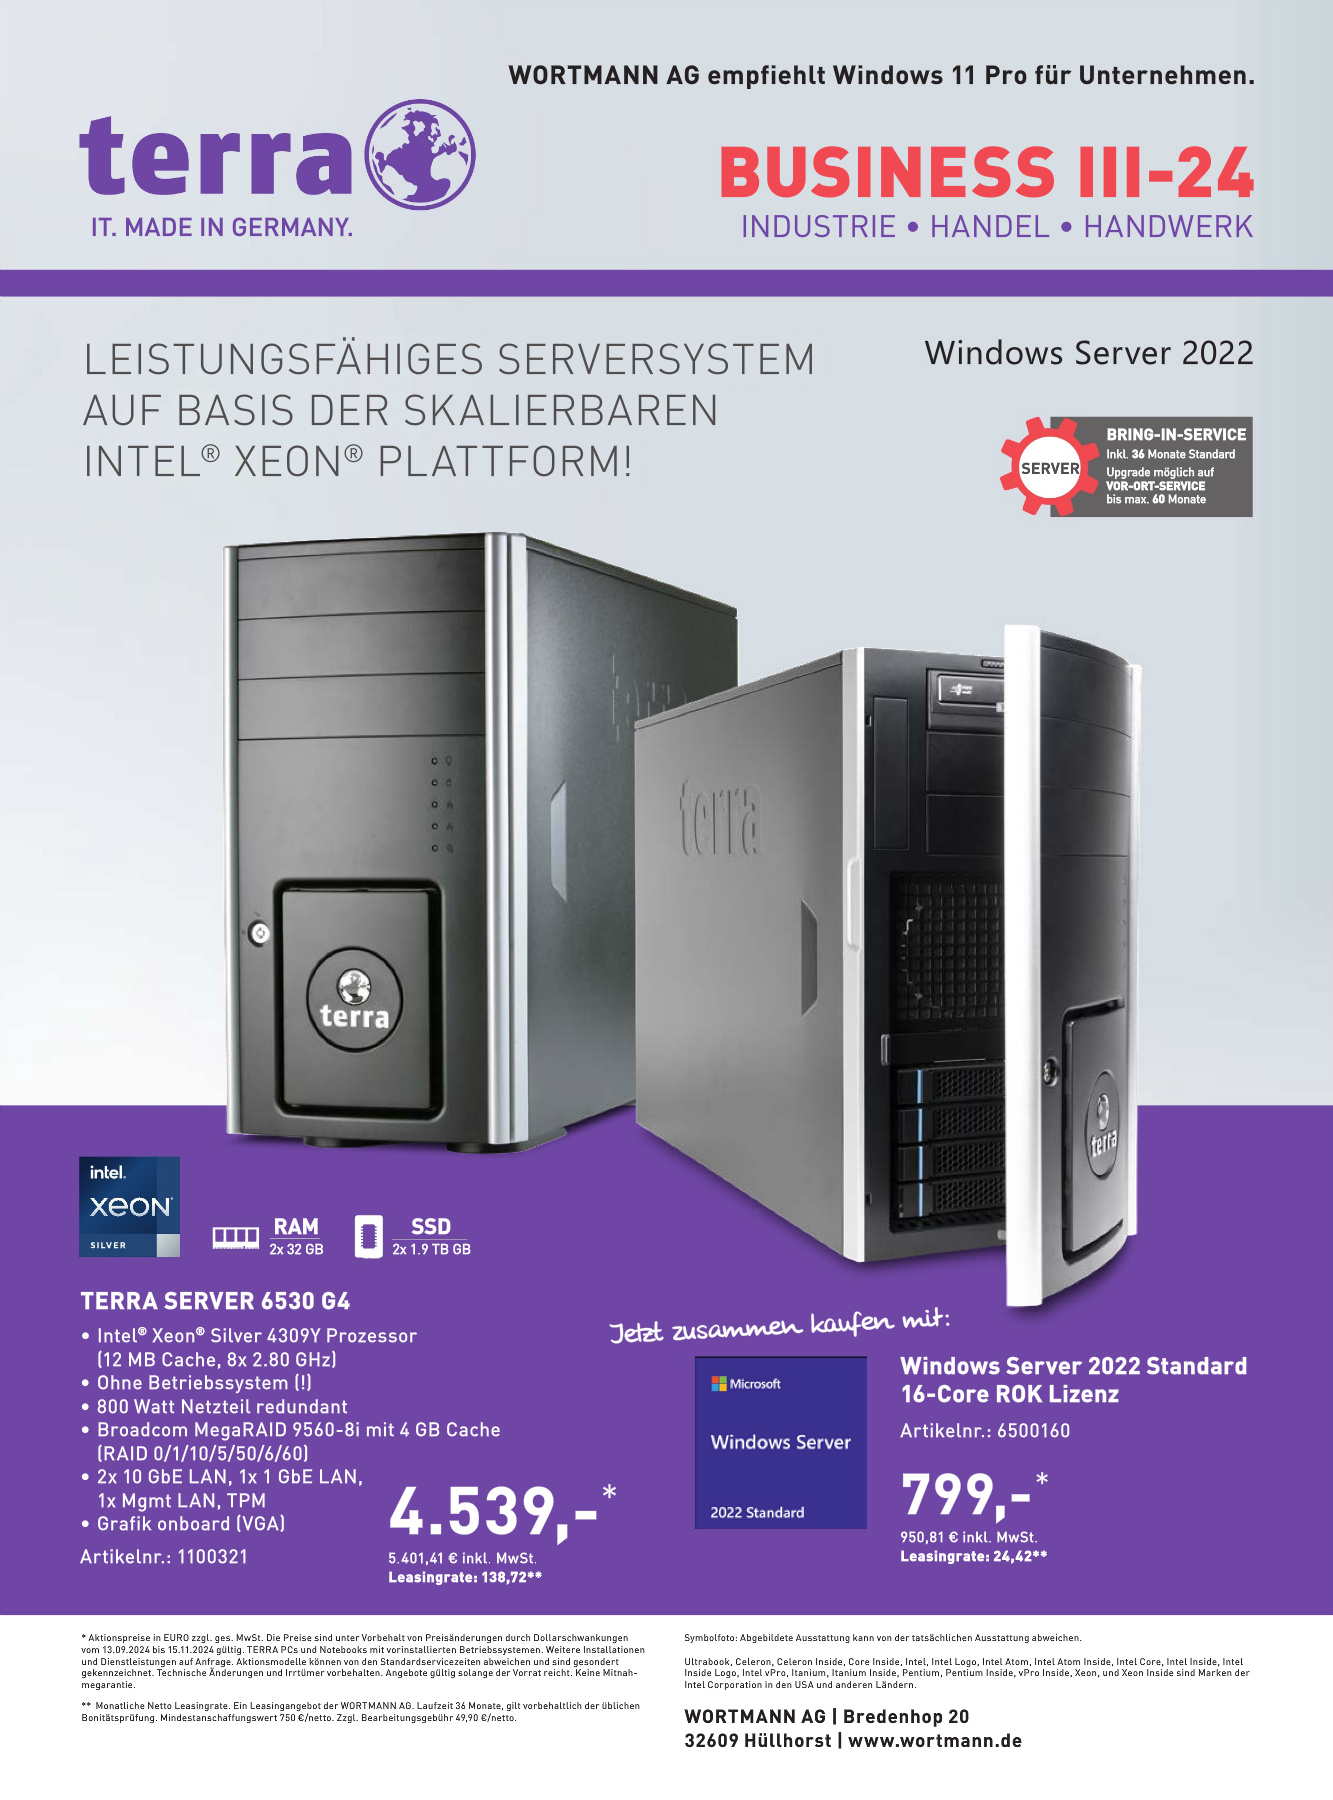 WORTMANN AG empfiehlt Windows 11 Pro für Unternehmen.
terra
IT. MADE IN GERMANY.
BUSINESS III-24
INDUSTRIE • HANDEL • HANDWERK
LEISTUNGSFÄHIGES SERVERSYSTEM
AUF BASIS DER SKALIERBAREN
INTEL® XEON® PLATTFORM!
Windows Server 2022
SERVER
BRING-IN-SERVICE
Inkl. 36 Monate Standard
Upgrade möglich auf
VOR-ORT-SERVICE
bis max. 60 Monate
terra
terra
terra
terra
intel.
XEON
SILVER
RAM
2x 32 GB
SSD
2x 1.9 TB GB
TERRA SERVER 6530 G4
• Intel® Xeon® Silver 4309Y Prozessor
(12 MB Cache, 8x 2.80 GHz)
• Ohne Betriebssystem (!)
• 800 Watt Netzteil redundant
• Broadcom MegaRAID 9560-8i mit 4 GB Cache
(RAID 0/1/10/5/50/6/60)
• 2x 10 GbE LAN, 1x 1 GbE LAN,
1x Mgmt LAN, TPM
• Grafik onboard (VGA)
Artikelnr.: 1100321
4.539,-*
5.401,41 € inkl. MwSt.
Leasingrate: 138,72**
Jetzt zusammen kaufen mit:
Microsoft
Windows Server
2022 Standard
Windows Server 2022 Standard
16-Core ROK Lizenz
Artikelnr.: 6500160
799,-*
950,81 € inkl. MwSt.
Leasingrate: 24,42**
* Aktionspreise in EURO zzgl. ges. MwSt. Die Preise sind unter Vorbehalt von Preisänderungen durch Dollarschwankungen
vom 13.09.2024 bis 15.11.2024 gültig. TERRA PCs und Notebooks mit vorinstallierten Betriebssystemen. Weitere Installationen
und Dienstleistungen auf Anfrage. Aktionsmodelle können von den Standardservicezeiten abweichen und sind gesondert
gekennzeichnet. Technische Änderungen und Irrtümer vorbehalten. Angebote gültig solange der Vorrat reicht. Keine Mitnah-
megarantie.
** Monatliche Netto Leasingrate. Ein Leasingangebot der WORTMANN AG. Laufzeit 36 Monate, gilt vorbehaltlich der üblichen
Bonitätsprüfung. Mindestanschaffungswert 750 €/netto. Zzgl. Bearbeitungsgebühr 49,90 €/netto.
Symbolfoto: Abgebildete Ausstattung kann von der tatsächlichen Ausstattung abweichen.
Ultrabook, Celeron, Celeron Inside, Core Inside, Intel, Intel Logo, Intel Atom, Intel Atom Inside, Intel Core, Intel Inside, Intel
Inside Logo, Intel vPro, Itanium, Itanium Inside, Pentium, Pentium Inside, vPro Inside, Xeon, und Xeon Inside sind Marken der
Intel Corporation in den USA und anderen Ländern.
WORTMANN AG | Bredenhop 20
32609 Hüllhorst | www.wortmann.de